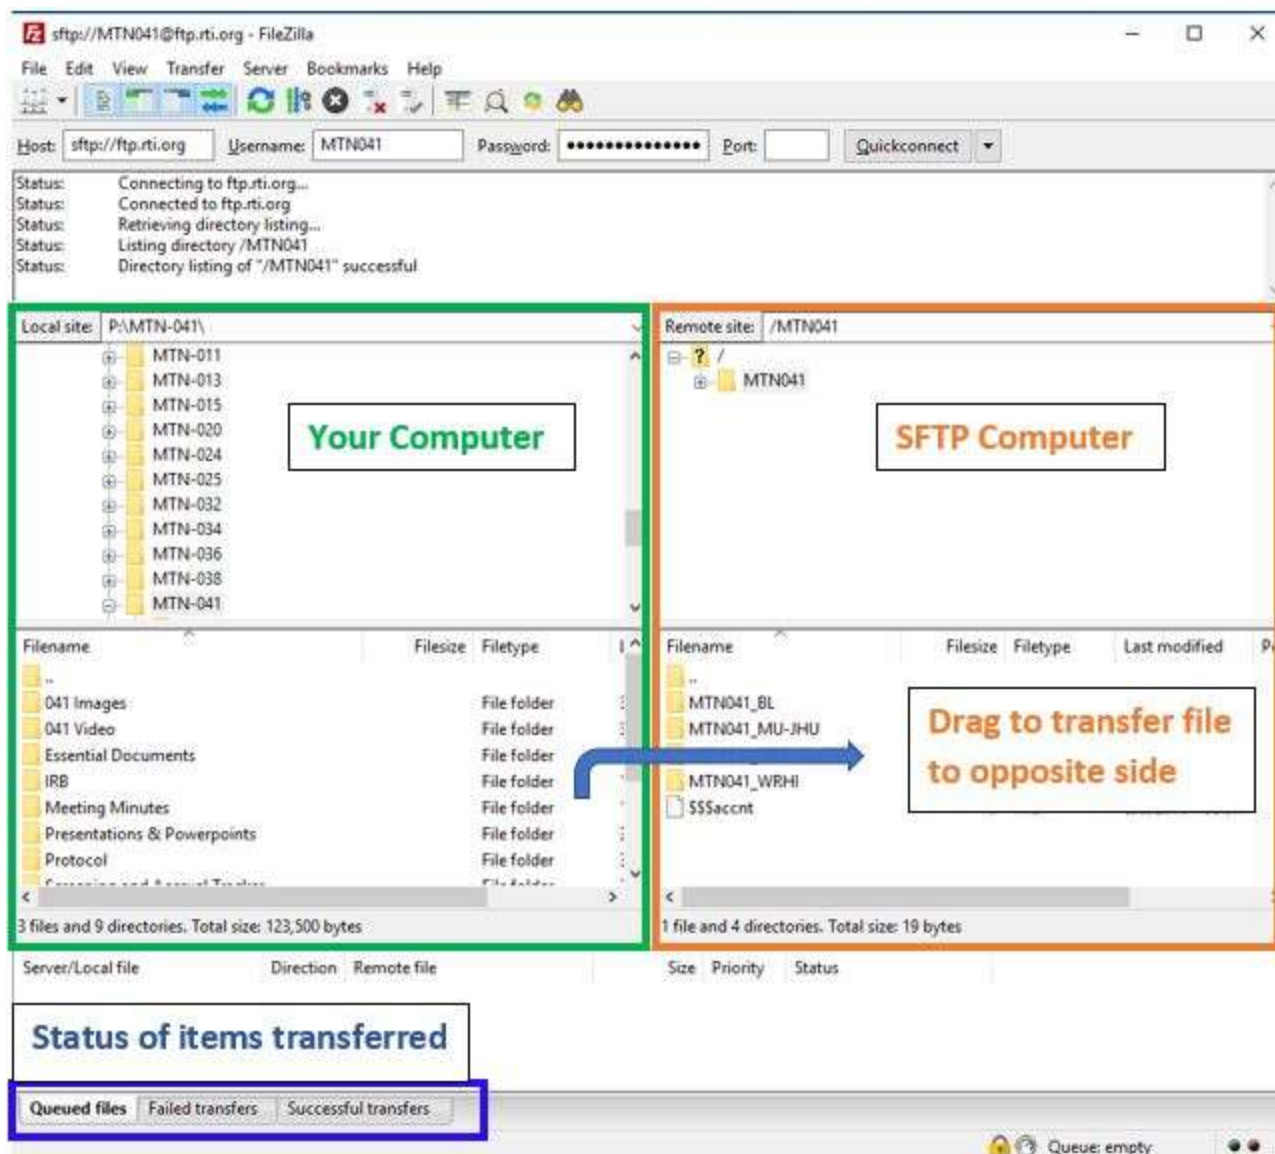 sftp://MTN041@ftp.rti.org - FileZilla
File Edit View Transfer Server Bookmarks Help
Host: sftp://ftp.rti.org Username: MTN041 Password: •••••••••••••• Port: Quickconnect
Status: Connecting to ftp.rti.org...
Status: Connected to ftp.rti.org
Status: Retrieving directory listing...
Status: Listing directory /MTN041
Status: Directory listing of "/MTN041" successful
Local site: P:\MTN-041\
MTN-011
MTN-013
MTN-015
MTN-020
MTN-024
MTN-025
MTN-032
MTN-034
MTN-036
MTN-038
MTN-041
Your Computer
Remote site: /MTN041
? /
MTN041
SFTP Computer
Filename Filesize Filetype
..
041 Images File folder
041 Video File folder
Essential Documents File folder
IRB File folder
Meeting Minutes File folder
Presentations & Powerpoints File folder
Protocol File folder
3 files and 9 directories. Total size: 123,500 bytes
Filename Filesize Filetype Last modified
..
MTN041_BL
MTN041_MU-JHU
MTN041_WRHI
$$$accnt
Drag to transfer file
to opposite side
1 file and 4 directories. Total size: 19 bytes
Server/Local file Direction Remote file Size Priority Status
Status of items transferred
Queued files Failed transfers Successful transfers
Queue: empty